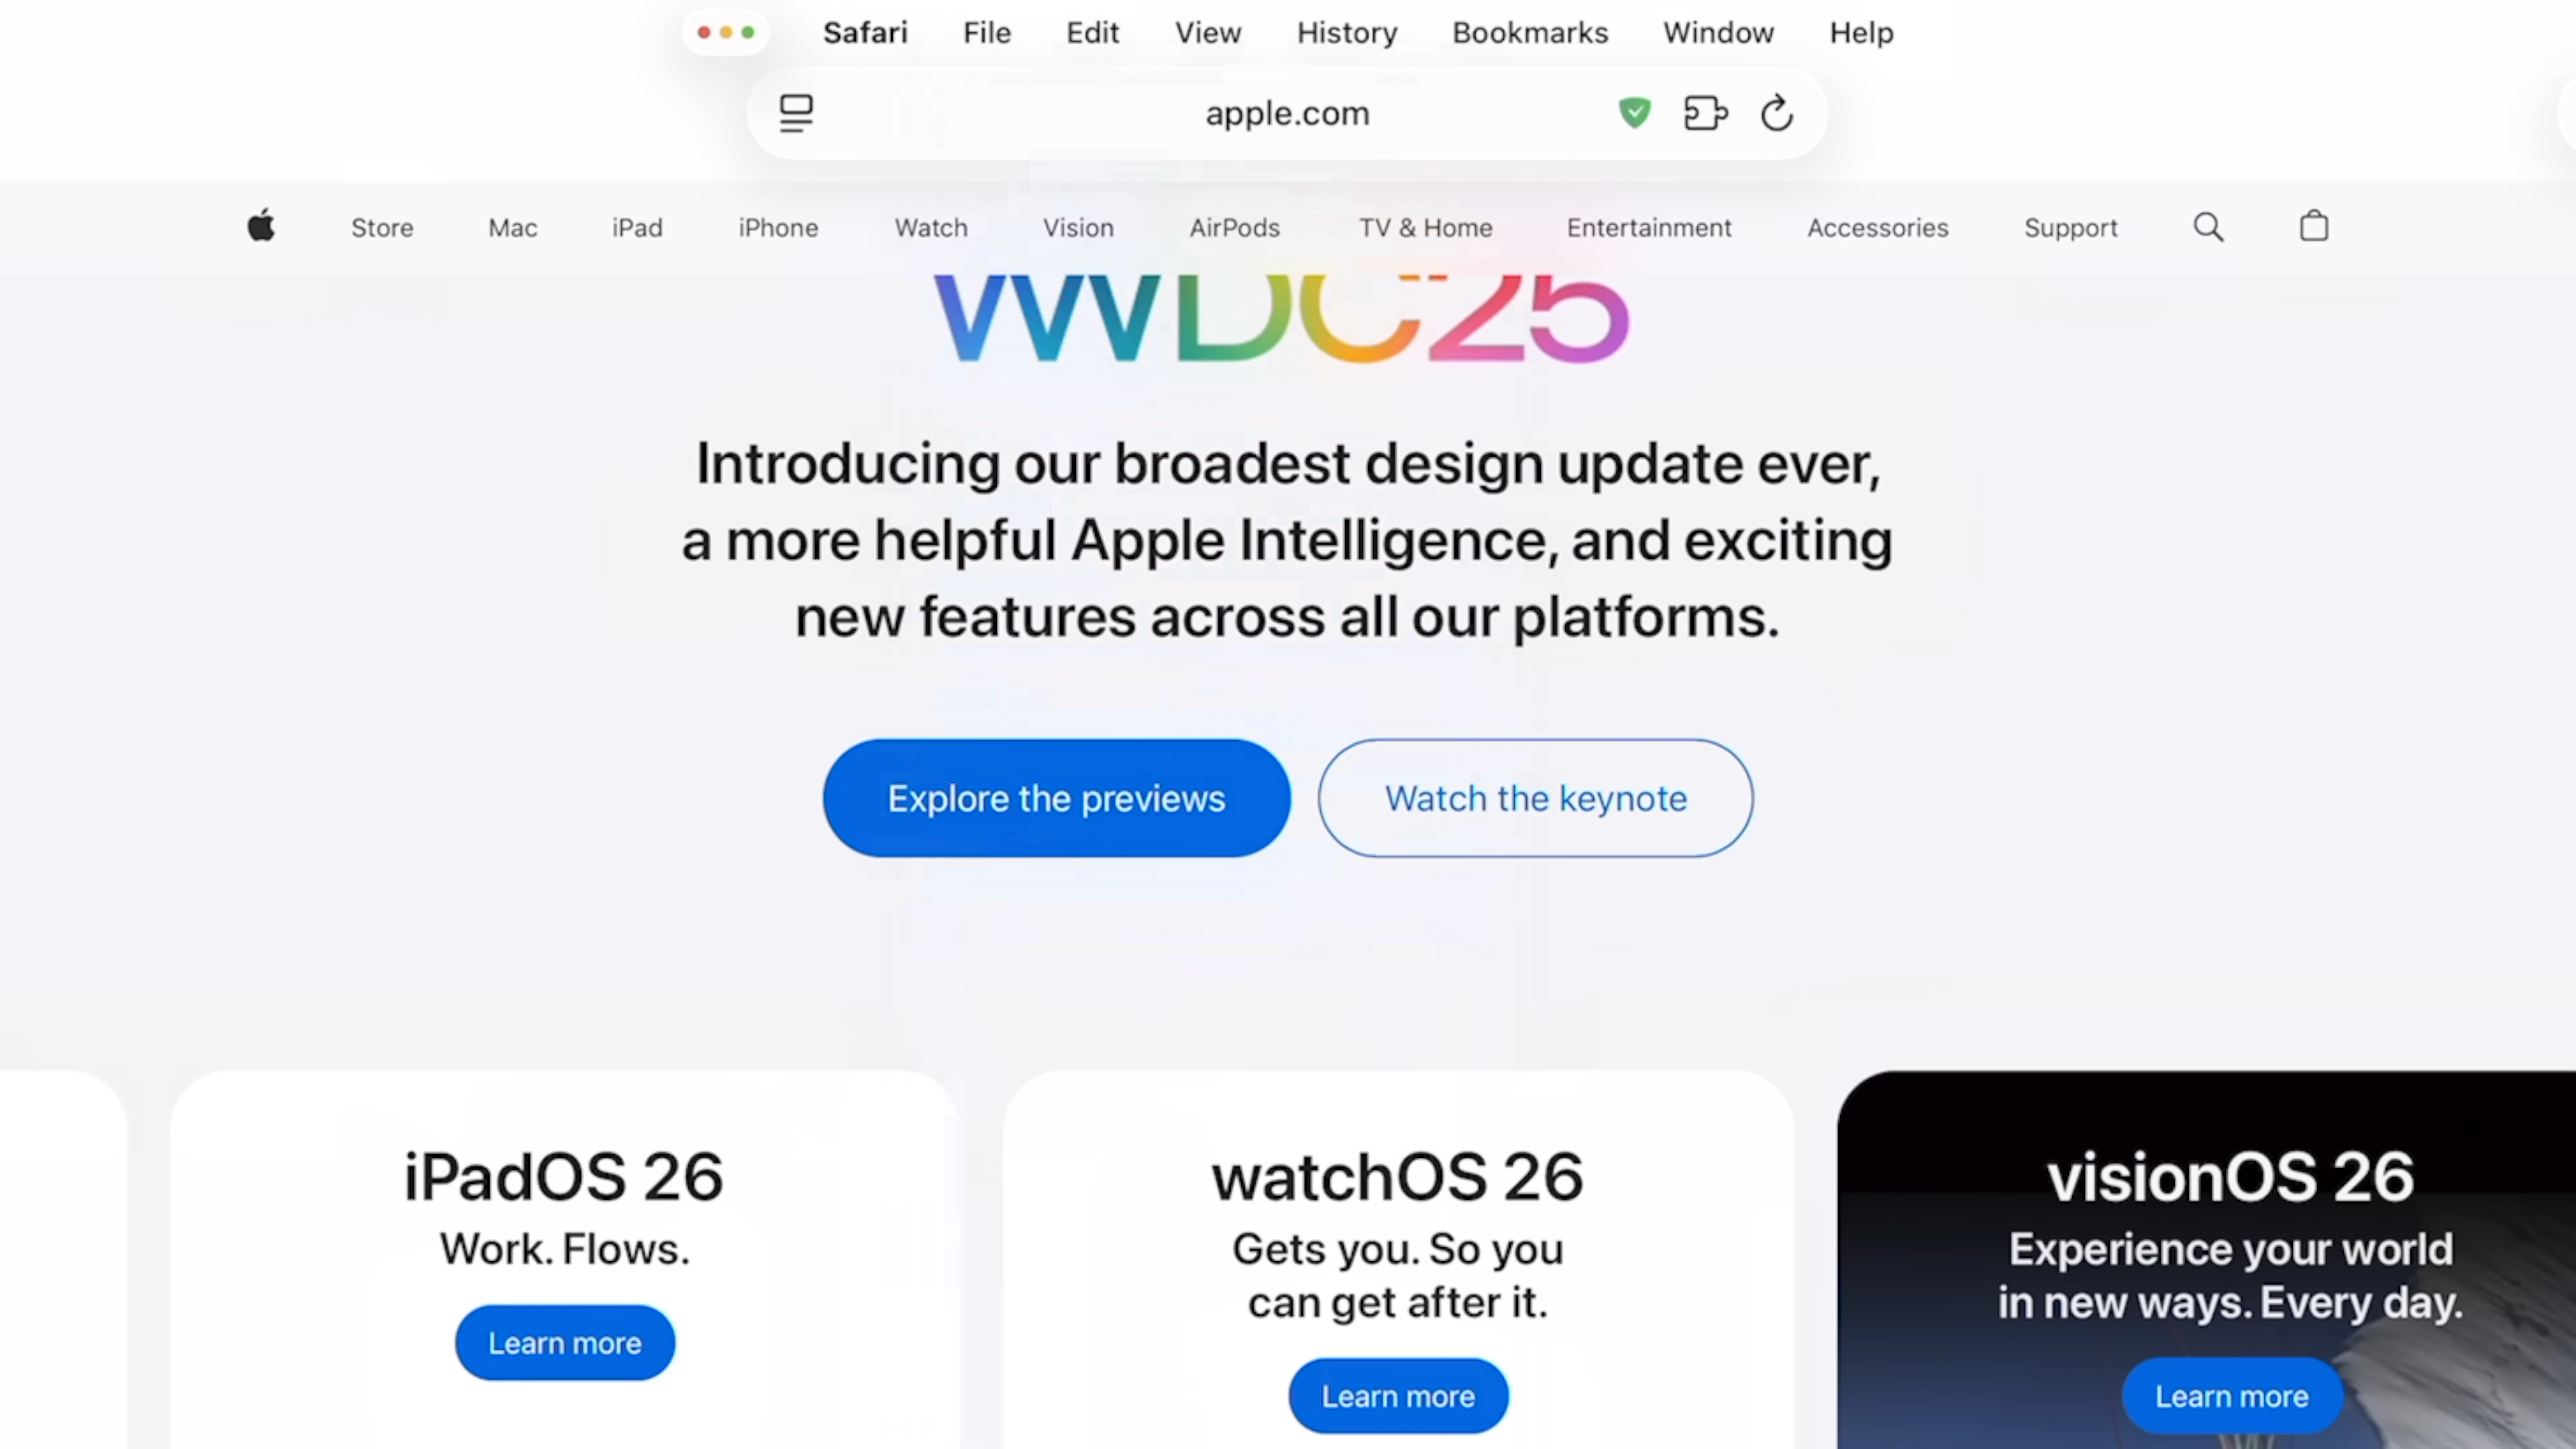 Safari File Edit View History Bookmarks Window Help
apple.com
Store Mac iPad iPhone Watch Vision AirPods TV & Home Entertainment Accessories Support
WWDC25
Introducing our broadest design update ever,
a more helpful Apple Intelligence, and exciting
new features across all our platforms.
Explore the previews Watch the keynote
iPadOS 26
Work. Flows.
Learn more
watchOS 26
Gets you. So you
can get after it.
Learn more
visionOS 26
Experience your world
in new ways. Every day.
Learn more